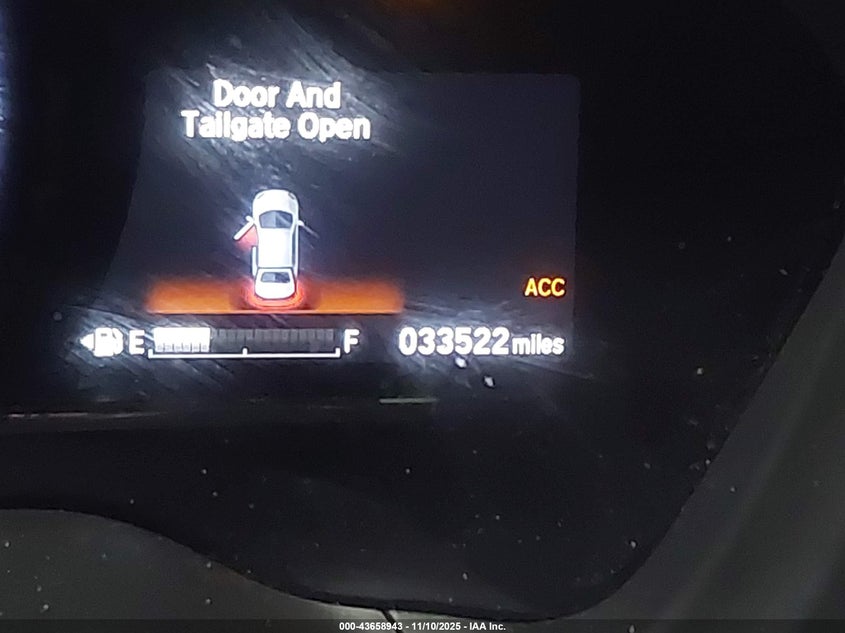 Door And
Tailgate Open
ACC
E F 033522 miles
000-43658943 - 11/10/2025 - IAA Inc.